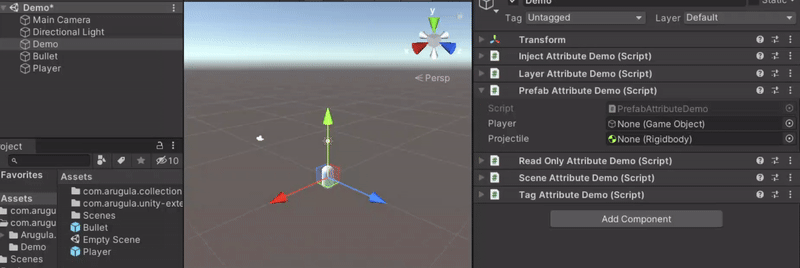 Demo*
Main Camera
Directional Light
Demo
Bullet
Player
y
Persp
roject
10
Favorites
Assets
com.aru
com.arug
Arugula.
Demo
Scenes
Assets
com.arugula.collection
com.arugula.unity-exte
Scenes
Bullet
Empty Scene
Player
Demo
Static
Tag Untagged Layer Default
Transform
Inject Attribute Demo (Script)
Layer Attribute Demo (Script)
Prefab Attribute Demo (Script)
Script PrefabAttributeDemo
Player None (Game Object)
Projectile None (Rigidbody)
Read Only Attribute Demo (Script)
Scene Attribute Demo (Script)
Tag Attribute Demo (Script)
Add Component